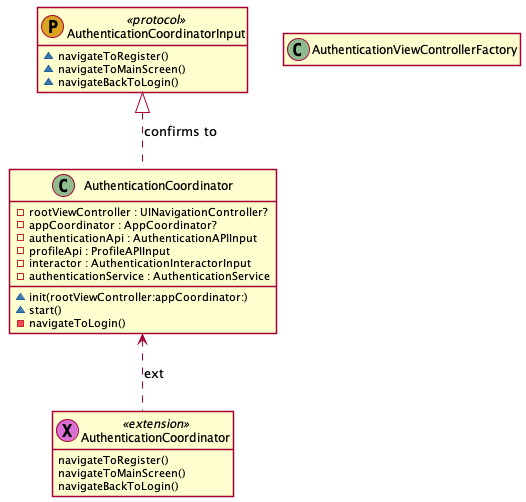 P
«protocol»
AuthenticationCoordinatorInput
navigateToRegister()
navigateToMainScreen()
navigateBackToLogin()
C AuthenticationViewControllerFactory
confirms to
C AuthenticationCoordinator
rootViewController : UINavigationController?
appCoordinator : AppCoordinator?
authenticationApi : AuthenticationAPIInput
profileApi : ProfileAPIInput
interactor : AuthenticationInteractorInput
authenticationService : AuthenticationService
init(rootViewController:appCoordinator:)
start()
navigateToLogin()
ext
X
«extension»
AuthenticationCoordinator
navigateToRegister()
navigateToMainScreen()
navigateBackToLogin()